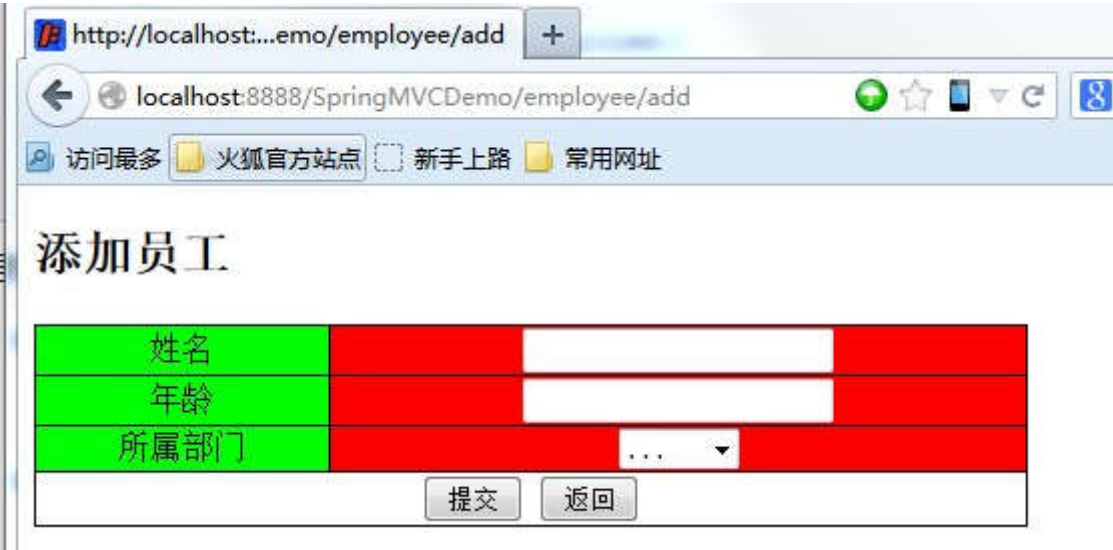 http://localhost:...emo/employee/add
localhost:8888/SpringMVCDemo/employee/add
访问最多 火狐官方站点 新手上路 常用网址
添加员工
姓名
年龄
所属部门 ...
提交 返回